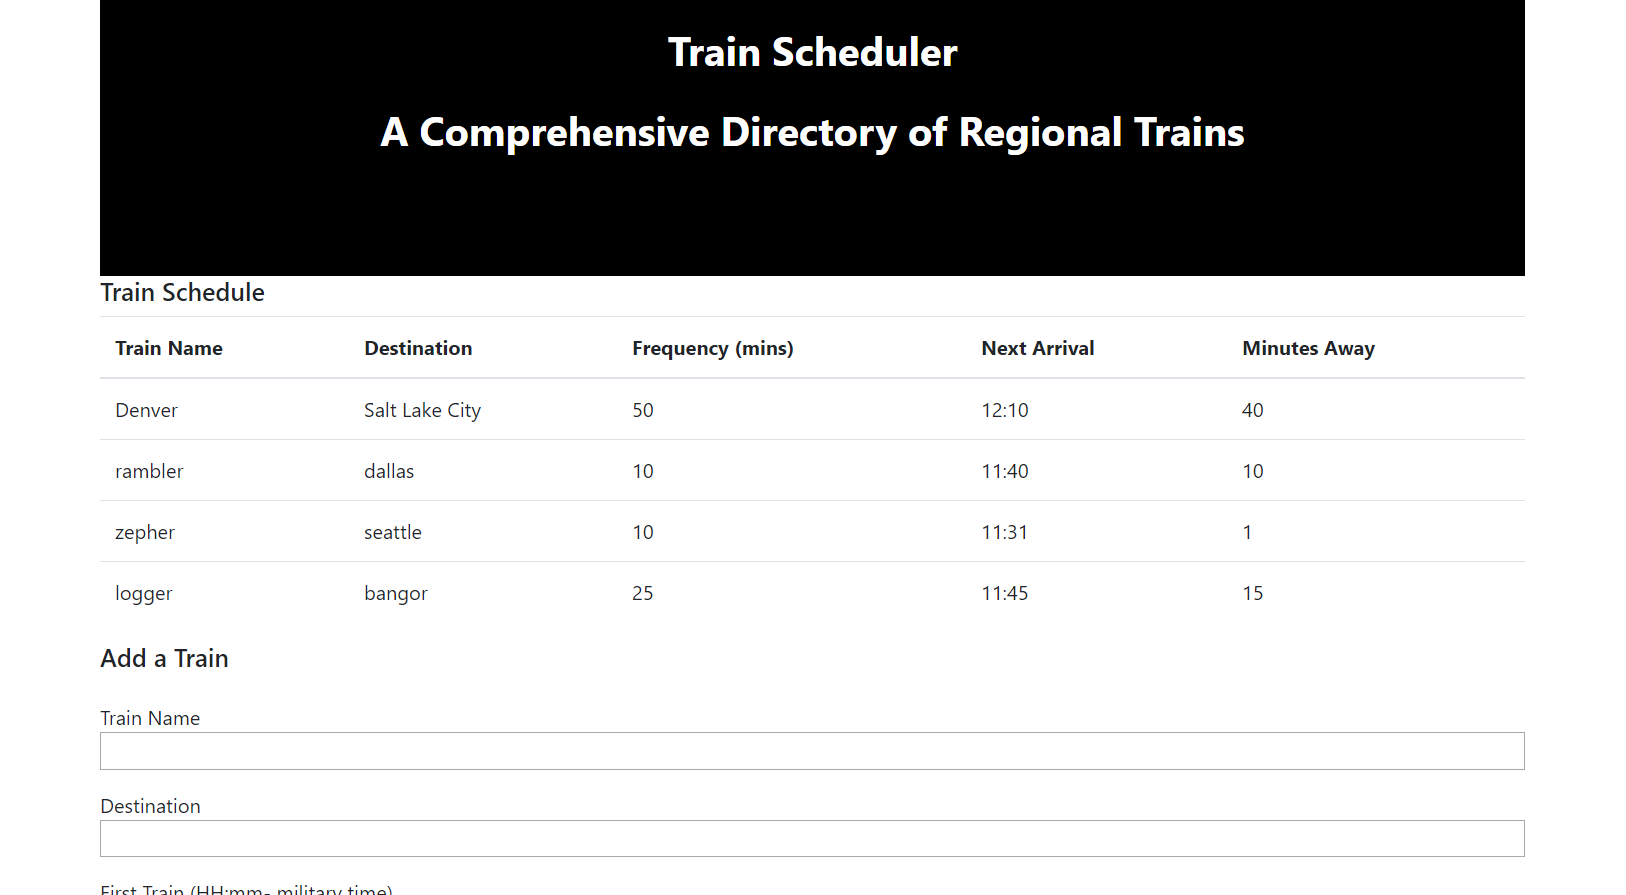 Train Scheduler
A Comprehensive Directory of Regional Trains
Train Schedule
Train Name Destination Frequency (mins) Next Arrival Minutes Away
Denver Salt Lake City 50 12:10 40
rambler dallas 10 11:40 10
zepher seattle 10 11:31 1
logger bangor 25 11:45 15
Add a Train
Train Name
Destination
First Train (HH:mm- military time)